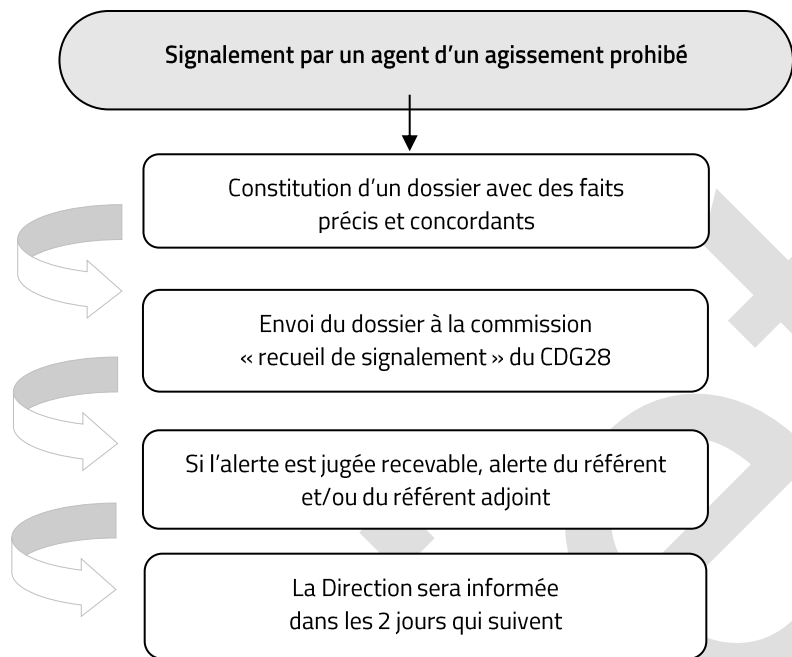 Signalement par un agent d’un agissement prohibé
Constitution d’un dossier avec des faits
précis et concordants
Envoi du dossier à la commission
« recueil de signalement » du CDG28
Si l’alerte est jugée recevable, alerte du référent
et/ou du référent adjoint
La Direction sera informée
dans les 2 jours qui suivent